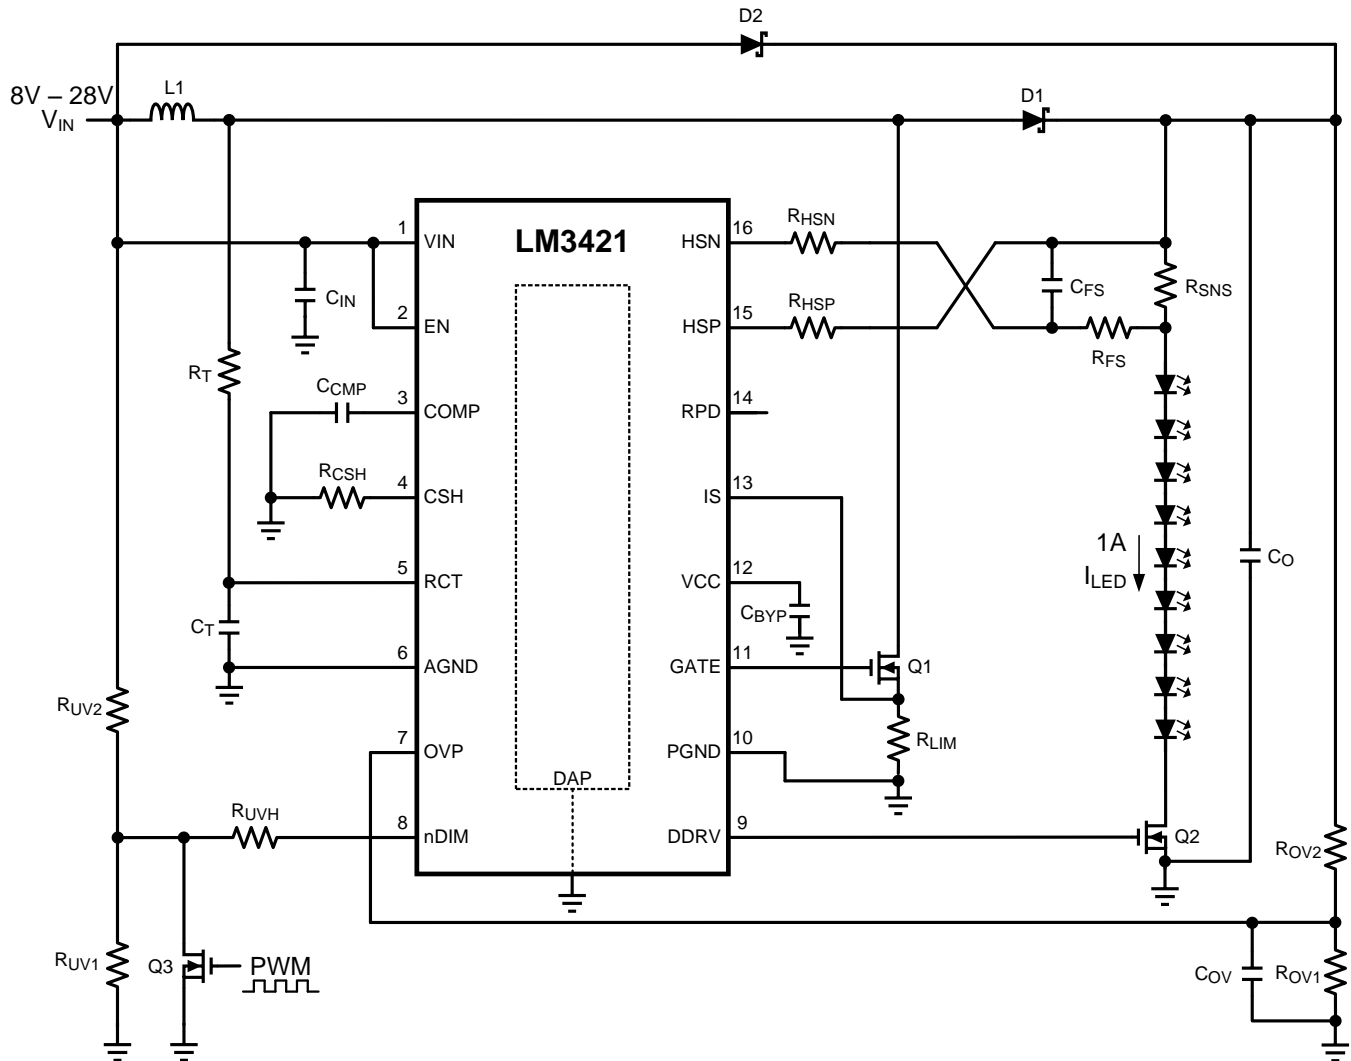 D2
8V – 28V
VIN
L1
D1
LM3421
1
VIN
CIN
2
EN
RT
CCMP
3
COMP
RCSH
4
CSH
5
RCT
CT
6
AGND
RUV2
7
OVP
DAP
RUVH
8
nDIM
RUV1
Q3
PWM
HSN
16
RHSN
HSP
15
RHSP
CFS
RSNS
RFS
RPD
14
IS
13
VCC
12
CBYP
GATE
11
Q1
PGND
10
RLIM
DDRV
9
Q2
1A
ILED
CO
ROV2
COV
ROV1